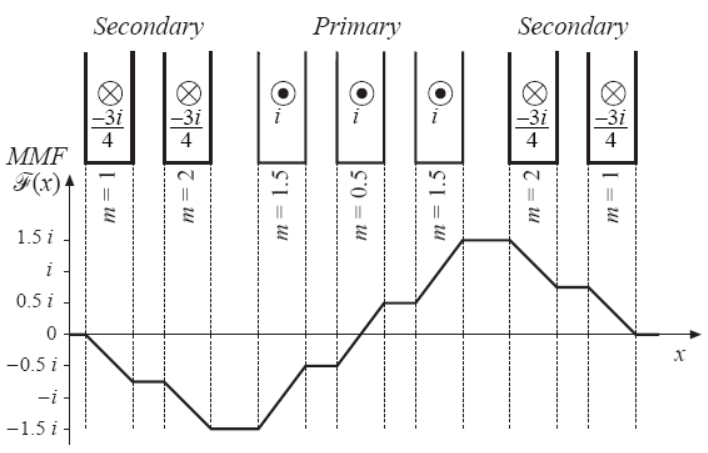 Secondary Primary Secondary
⊗ ⊗ ⊙ ⊙ ⊙ ⊗ ⊗
-3i/4 -3i/4 i i i -3i/4 -3i/4
MMF
ℱ(x)
m = 1 m = 2 m = 1.5 m = 0.5 m = 1.5 m = 2 m = 1
1.5 i
i
0.5 i
0
x
−0.5 i
−i
−1.5 i